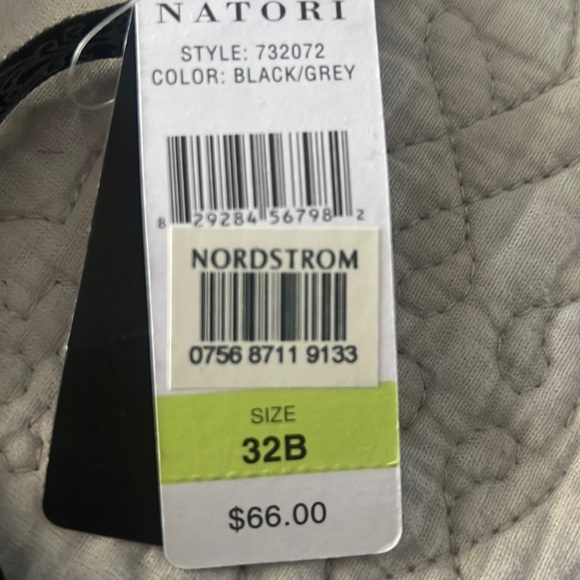 NATORI
STYLE: 732072
COLOR: BLACK/GREY
8 29284 56798 2
NORDSTROM
0756 8711 9133
SIZE
32B
$66.00